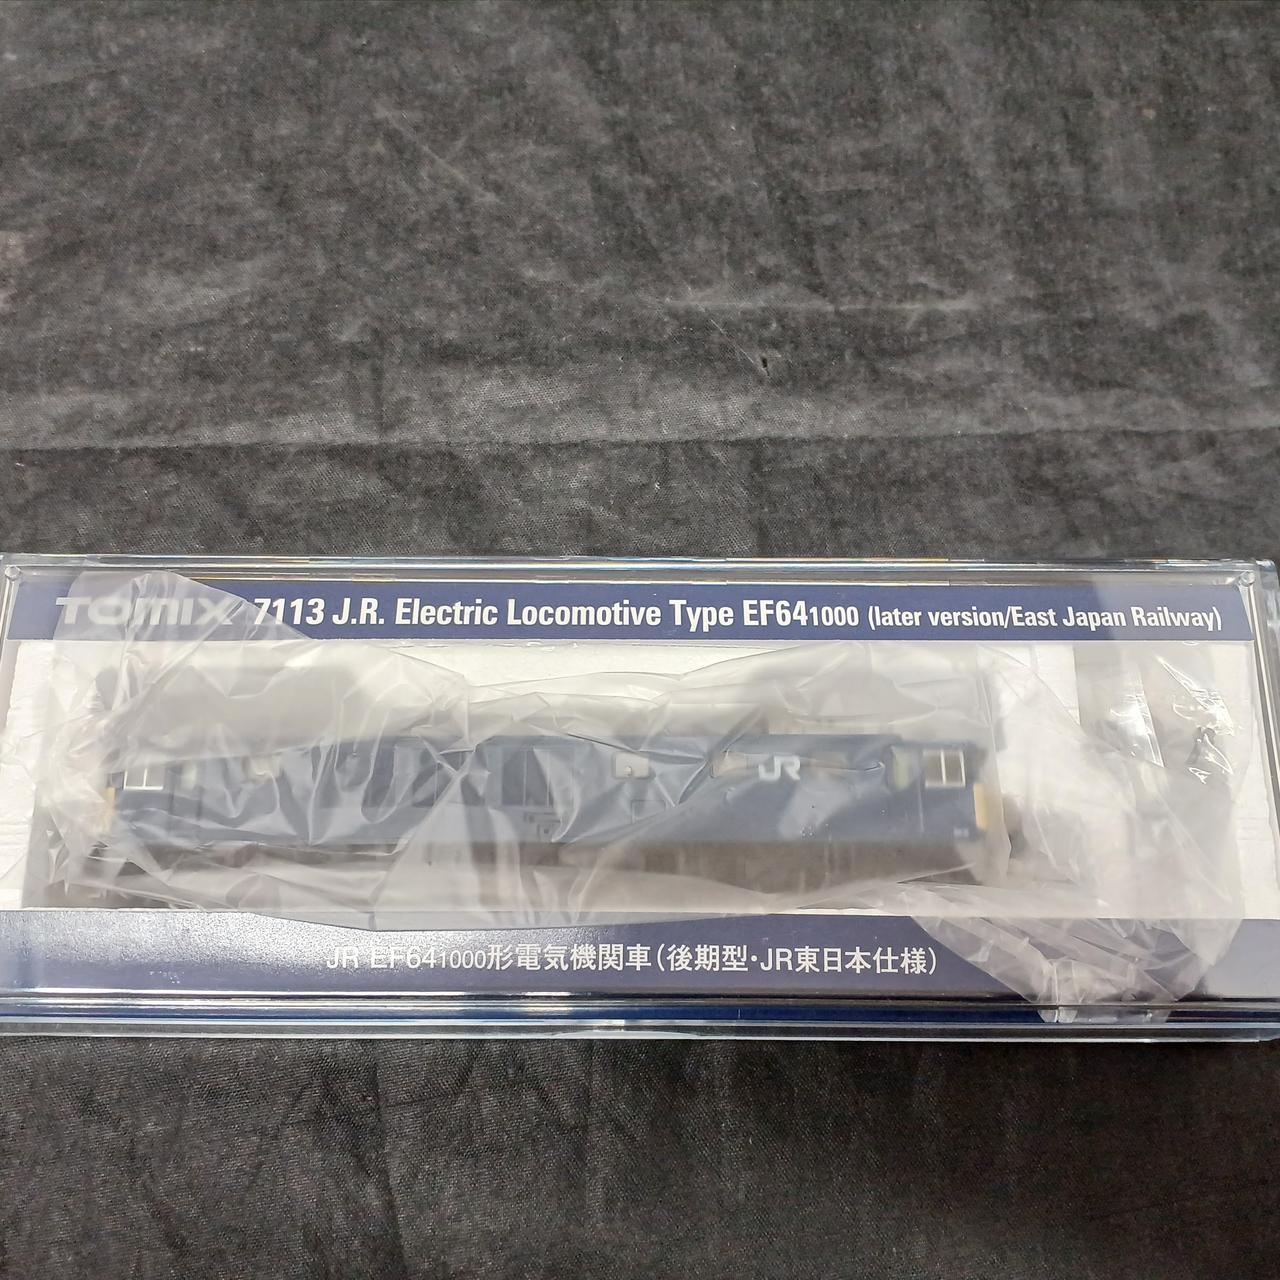 TOMIX 7113 J.R. Electric Locomotive Type EF641000 (later version/East Japan Railway)
JR
JR EF641000形電気機関車(後期型・JR東日本仕様)